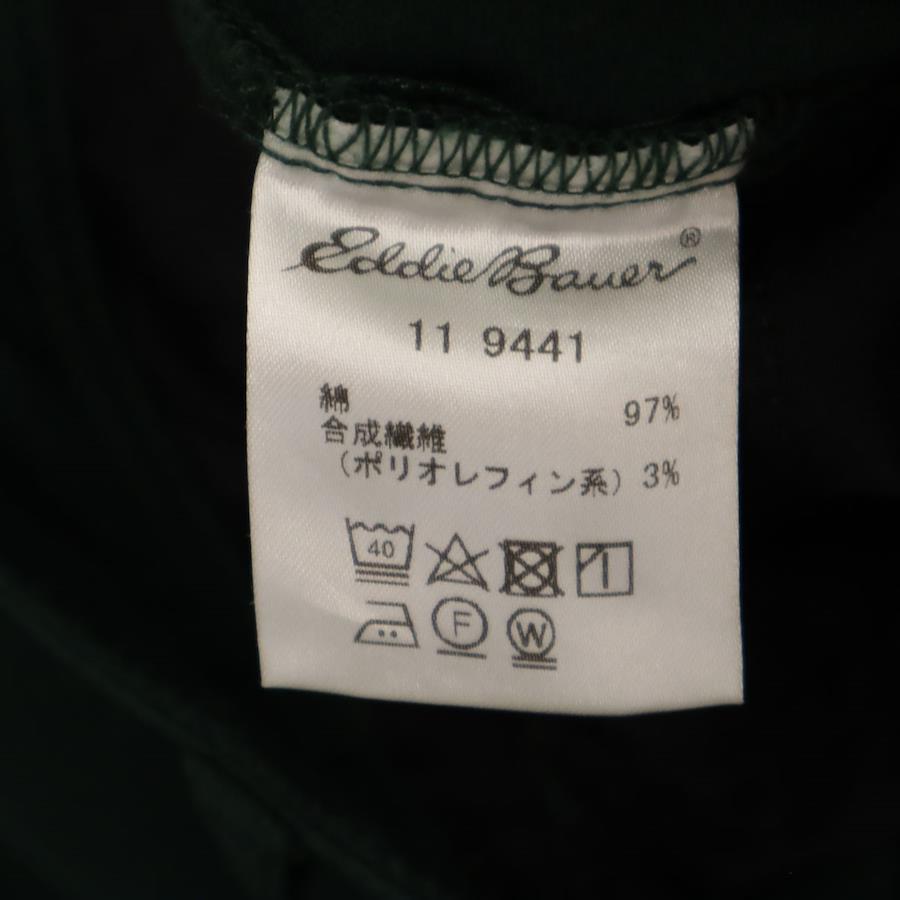 Eddie Bauer®
11 9441
綿 97%
合成繊維
(ポリオレフィン系) 3%
40
F W